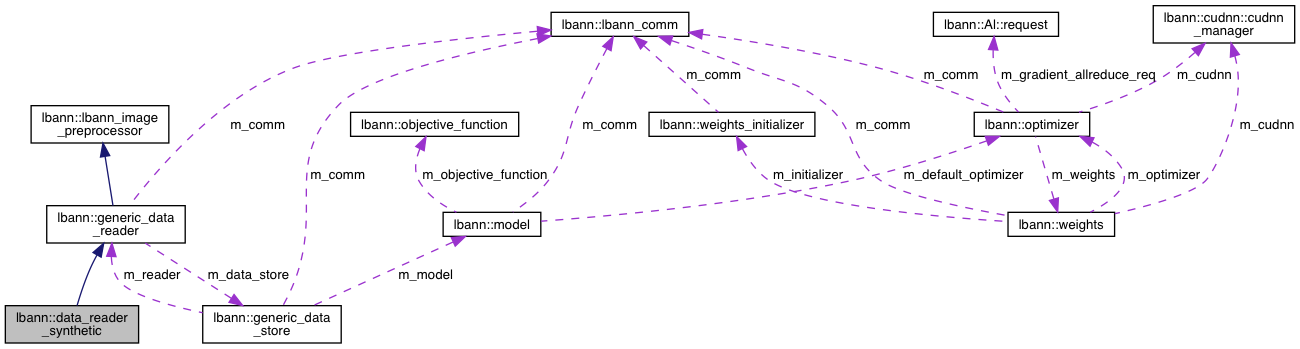 lbann::lbann_comm
lbann::Al::request
lbann::cudnn::cudnn
_manager
m_comm
m_comm
m_gradient_allreduce_req
m_cudnn
lbann::lbann_image
_preprocessor
m_comm
lbann::objective_function
m_comm
lbann::weights_initializer
m_comm
lbann::optimizer
m_cudnn
m_comm
m_objective_function
m_initializer
m_default_optimizer
m_weights
m_optimizer
lbann::generic_data
_reader
lbann::model
lbann::weights
m_reader
m_data_store
m_model
lbann::data_reader
_synthetic
lbann::generic_data
_store